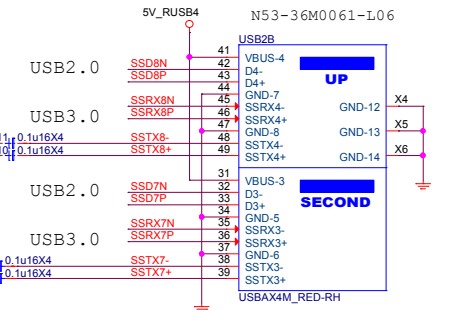 5V_RUSB4
N53-36M0061-L06
USB2B
41 VBUS-4
USB2.0 SSD8N 42 D4- UP
SSD8P 43 D4+
44 GND-7
USB3.0 SSRX8N 45 SSRX4- GND-12 X4
SSRX8P 46 SSRX4+
47 GND-8 GND-13 X5
0.1u16X4 SSTX8- 48 SSTX4-
0.1u16X4 SSTX8+ 49 SSTX4+ GND-14 X6
31 VBUS-3
USB2.0 SSD7N 32 D3- SECOND
SSD7P 33 D3+
34 GND-5
USB3.0 SSRX7N 35 SSRX3-
SSRX7P 36 SSRX3+
37 GND-6
0.1u16X4 SSTX7- 38 SSTX3-
0.1u16X4 SSTX7+ 39 SSTX3+
USBAX4M_RED-RH